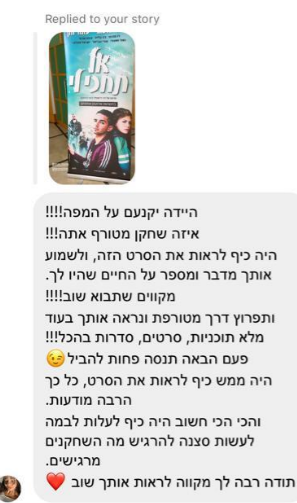 Replied to your story
אל תתחילי
היידה יקנעם על המפה!!!!
איזה שחקן מטורף אתה!!!
היה כיף לראות את הסרט הזה, ולשמוע
אותך מדבר ומספר על החיים שהיו לך.
מקווים שתבוא שוב!!!!
ותפרוץ דרך מטורפת ונראה אותך בעוד
מלא תוכניות, סרטים, סדרות בהכל!!!
פעם הבאה תנסה פחות להביל😉
היה ממש כיף לראות את הסרט, כל כך
הרבה מודעות.
והכי הכי חשוב היה כיף לעלות לבמה
לעשות סצנה להרגיש מה השחקנים
מרגישים.
תודה רבה לך מקווה לראות אותך שוב ❤️